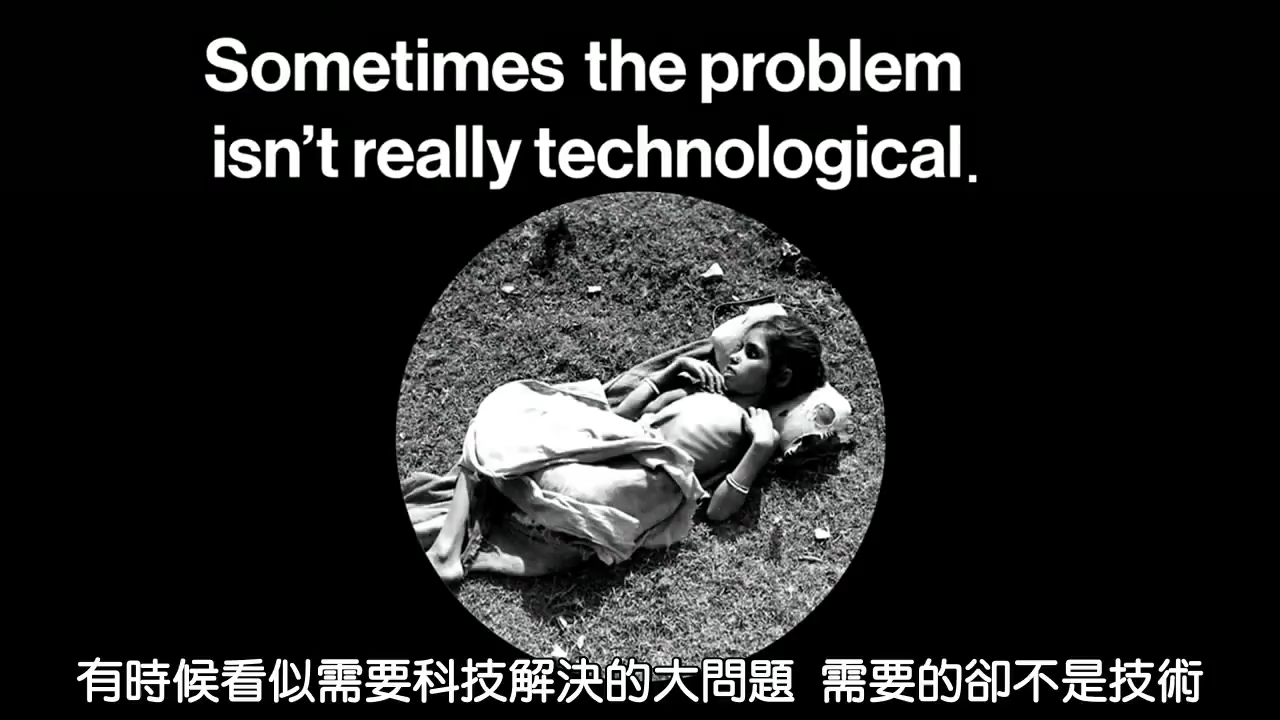 Sometimes the problem
isn’t really technological.
有時候看似需要科技解決的大問題 需要的卻不是技術